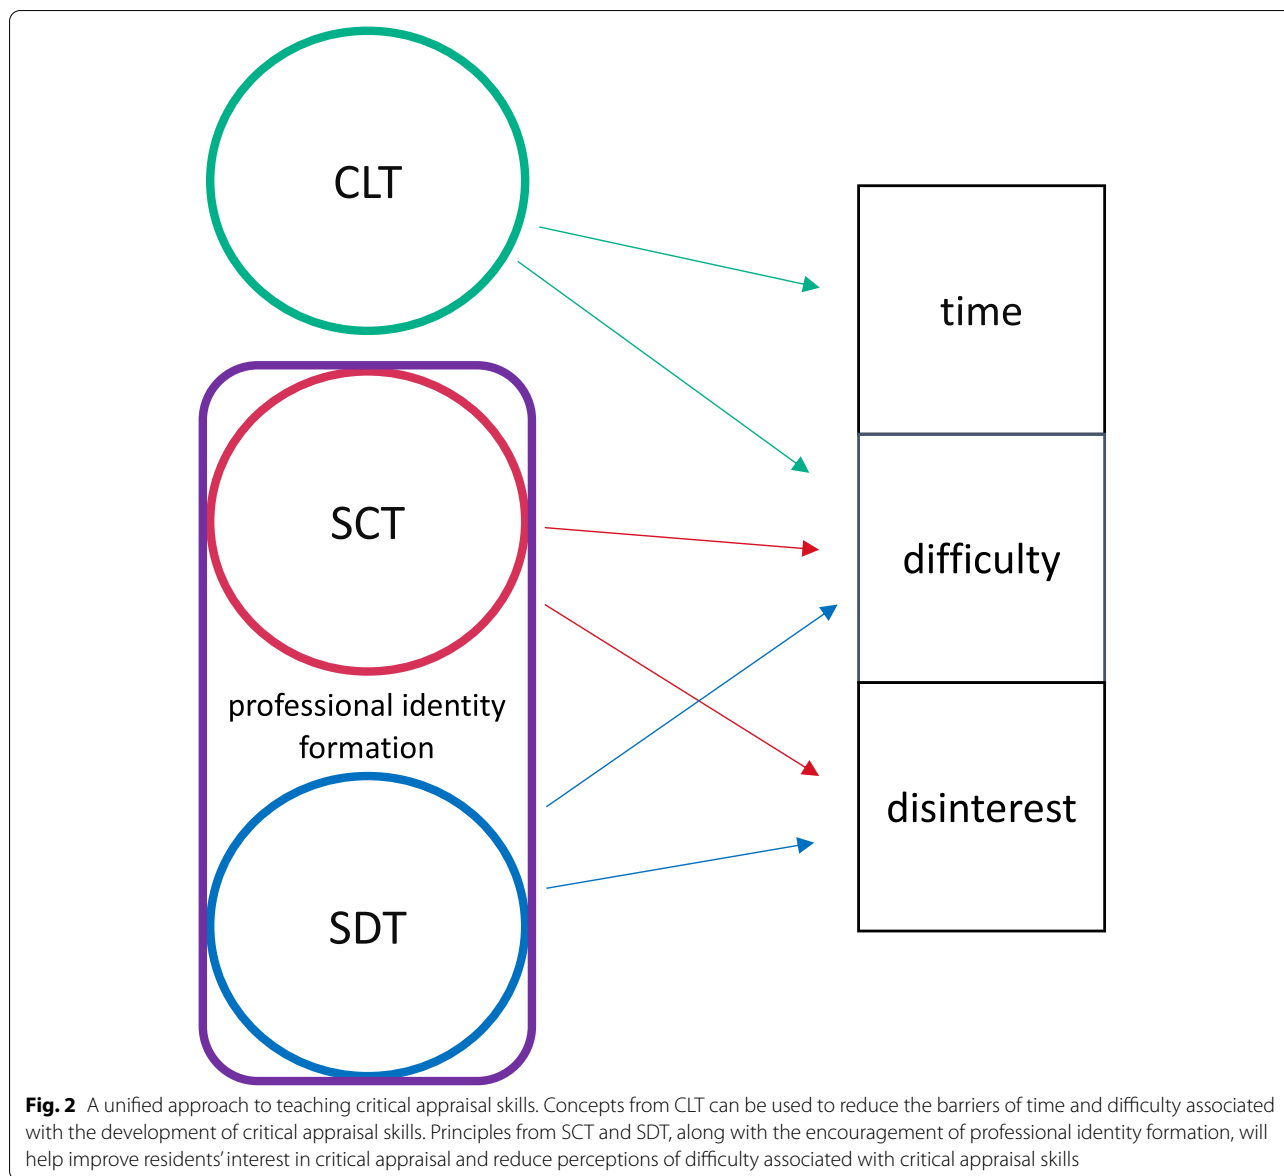 CLT
time
SCT
difficulty
professional identity
formation
disinterest
SDT
Fig. 2 A unified approach to teaching critical appraisal skills. Concepts from CLT can be used to reduce the barriers of time and difficulty associated
with the development of critical appraisal skills. Principles from SCT and SDT, along with the encouragement of professional identity formation, will
help improve residents' interest in critical appraisal and reduce perceptions of difficulty associated with critical appraisal skills